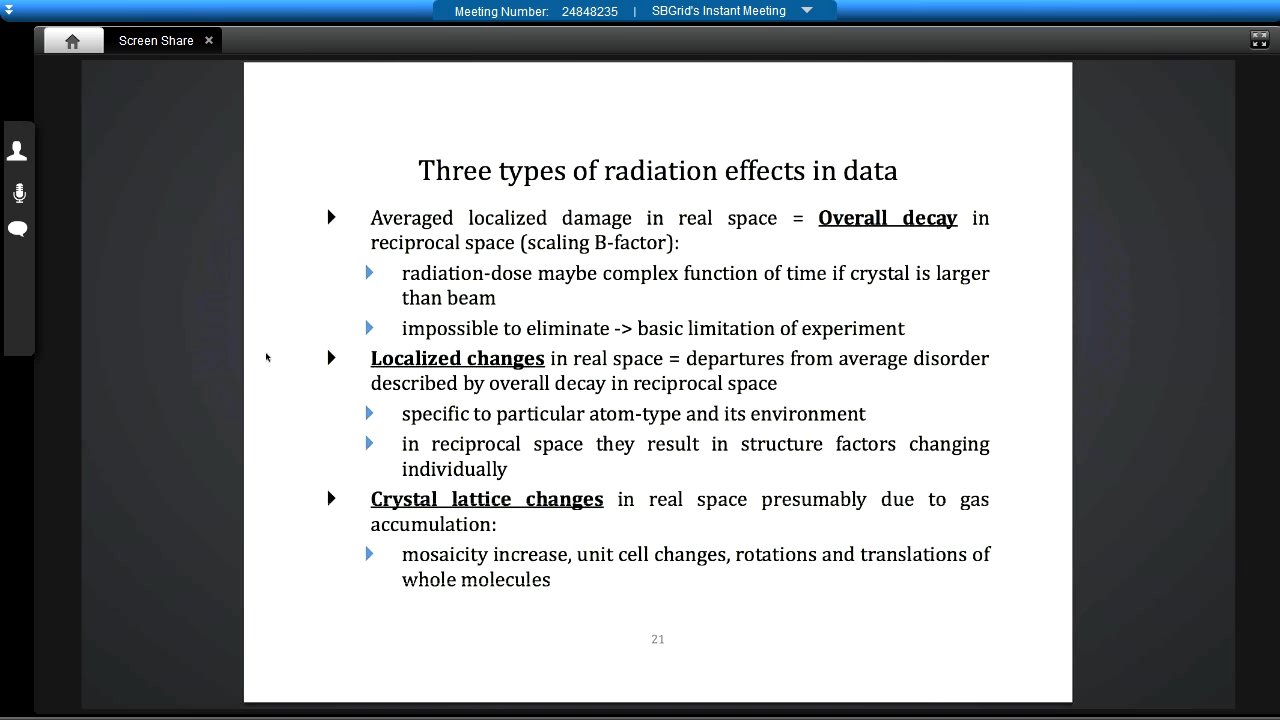 Meeting Number: 24848235 | SBGrid's Instant Meeting
Screen Share
Three types of radiation effects in data
Averaged localized damage in real space = Overall decay in
reciprocal space (scaling B-factor):
radiation-dose maybe complex function of time if crystal is larger
than beam
impossible to eliminate -> basic limitation of experiment
Localized changes in real space = departures from average disorder
described by overall decay in reciprocal space
specific to particular atom-type and its environment
in reciprocal space they result in structure factors changing
individually
Crystal lattice changes in real space presumably due to gas
accumulation:
mosaicity increase, unit cell changes, rotations and translations of
whole molecules
21